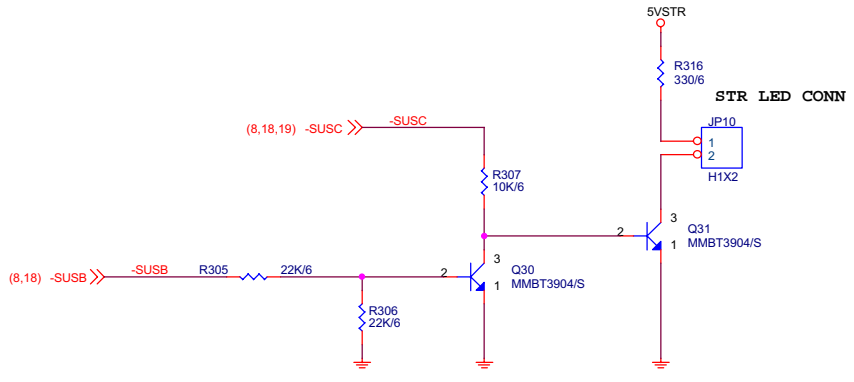 5VSTR
R316
330/6
STR LED CONN
JP10
1
2
H1X2
(8,18,19) -SUSC
-SUSC
R307
10K/6
3
2
Q31
MMBT3904/S
1
(8,18) -SUSB
-SUSB
R305
22K/6
3
2
Q30
MMBT3904/S
1
R306
22K/6